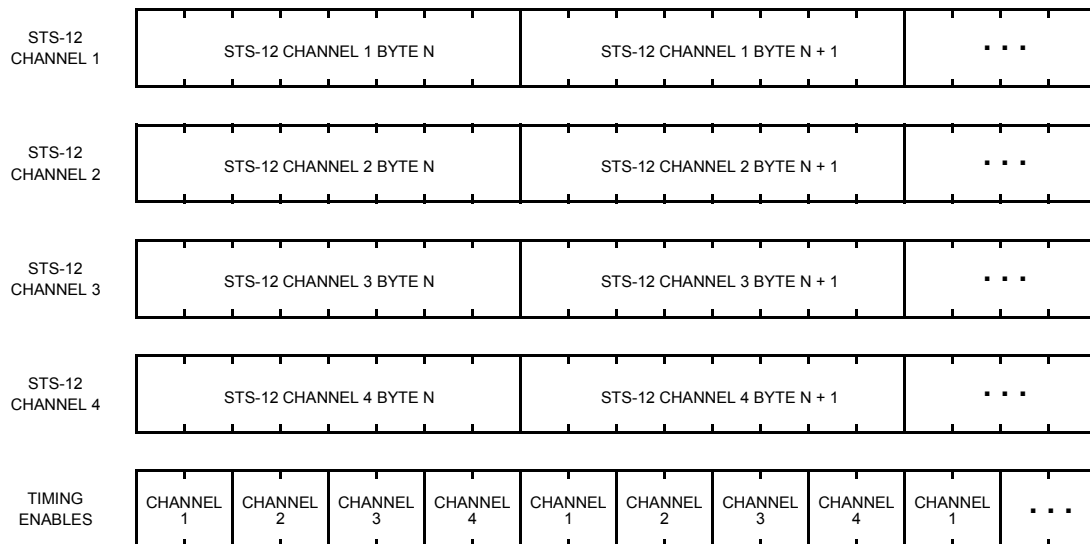 STS-12
CHANNEL 1
STS-12 CHANNEL 1 BYTE N
STS-12 CHANNEL 1 BYTE N + 1
. . .
STS-12
CHANNEL 2
STS-12 CHANNEL 2 BYTE N
STS-12 CHANNEL 2 BYTE N + 1
. . .
STS-12
CHANNEL 3
STS-12 CHANNEL 3 BYTE N
STS-12 CHANNEL 3 BYTE N + 1
. . .
STS-12
CHANNEL 4
STS-12 CHANNEL 4 BYTE N
STS-12 CHANNEL 4 BYTE N + 1
. . .
TIMING
ENABLES
CHANNEL
1
CHANNEL
2
CHANNEL
3
CHANNEL
4
CHANNEL
1
CHANNEL
2
CHANNEL
3
CHANNEL
4
CHANNEL
1
. . .